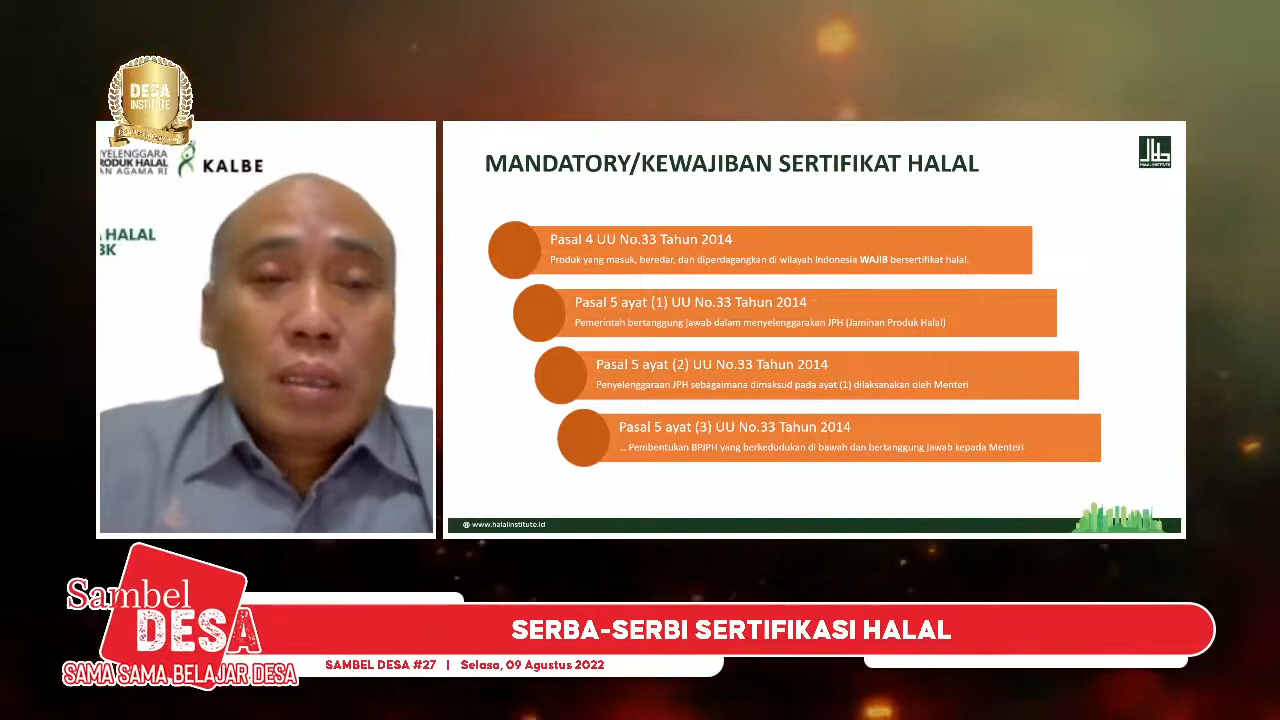 DESA
INSTITUTE
YELENGGARA
RODUK HALAL
AN AGAMA RI
KALBE
HALAL
BK
MANDATORY/KEWAJIBAN SERTIFIKAT HALAL
HALAL INSTITUTE
Pasal 4 UU No.33 Tahun 2014
Produk yang masuk, beredar, dan diperdagangkan di wilayah Indonesia WAJIB bersertifikat halal.
Pasal 5 ayat (1) UU No.33 Tahun 2014
Pemerintah bertanggung jawab dalam menyelenggarakan JPH (Jaminan Produk Halal)
Pasal 5 ayat (2) UU No.33 Tahun 2014
Penyelenggaraan JPH sebagaimana dimaksud pada ayat (1) dilaksanakan oleh Menteri
Pasal 5 ayat (3) UU No.33 Tahun 2014
... Pembentukan BPJPH yang berkedudukan di bawah dan bertanggung jawab kepada Menteri
www.halalinstitute.id
Sambel
DESA
SAMA SAMA BELAJAR DESA
SERBA-SERBI SERTIFIKASI HALAL
SAMBEL DESA #27 | Selasa, 09 Agustus 2022